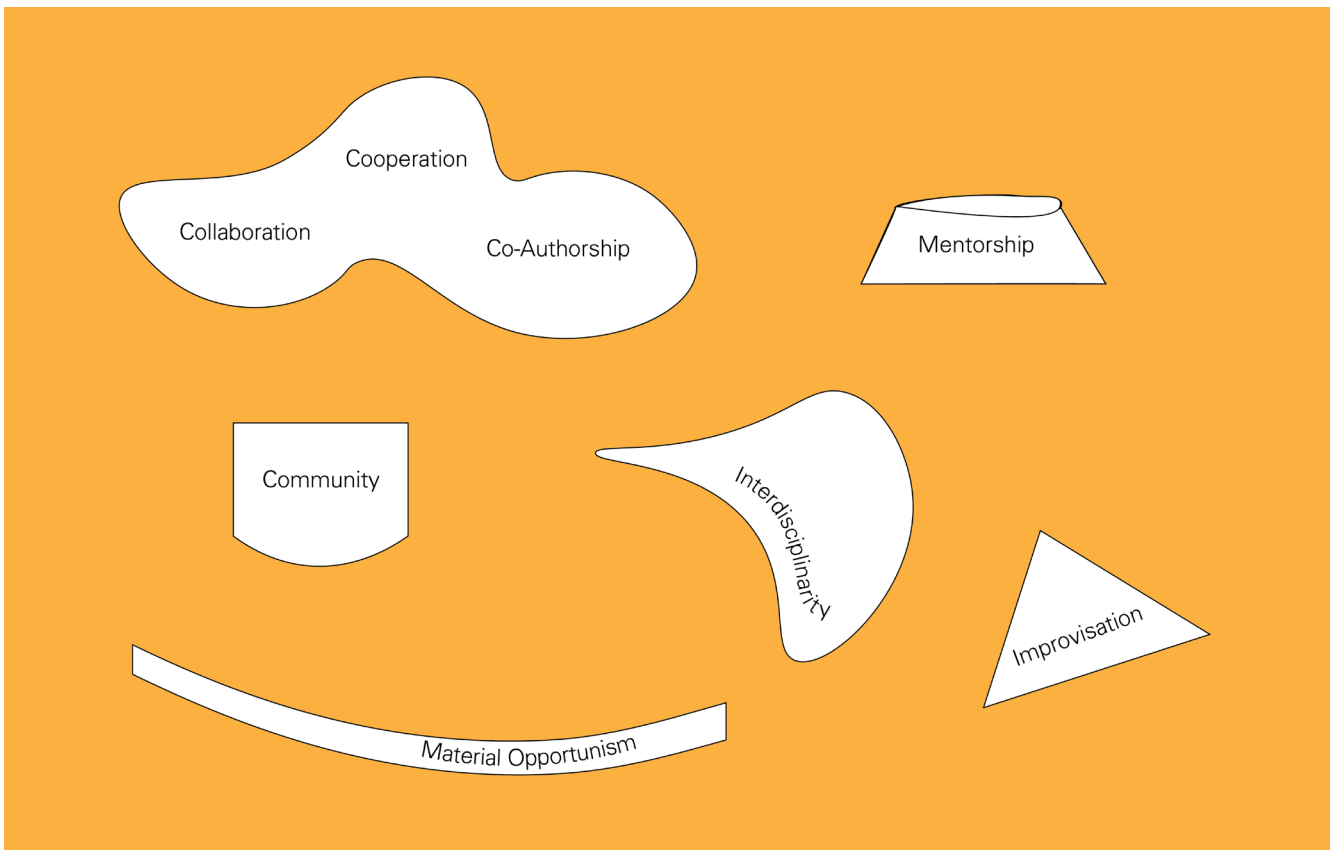 Cooperation
Collaboration
Co-Authorship
Mentorship
Community
Interdisciplinarity
Improvisation
Material Opportunism